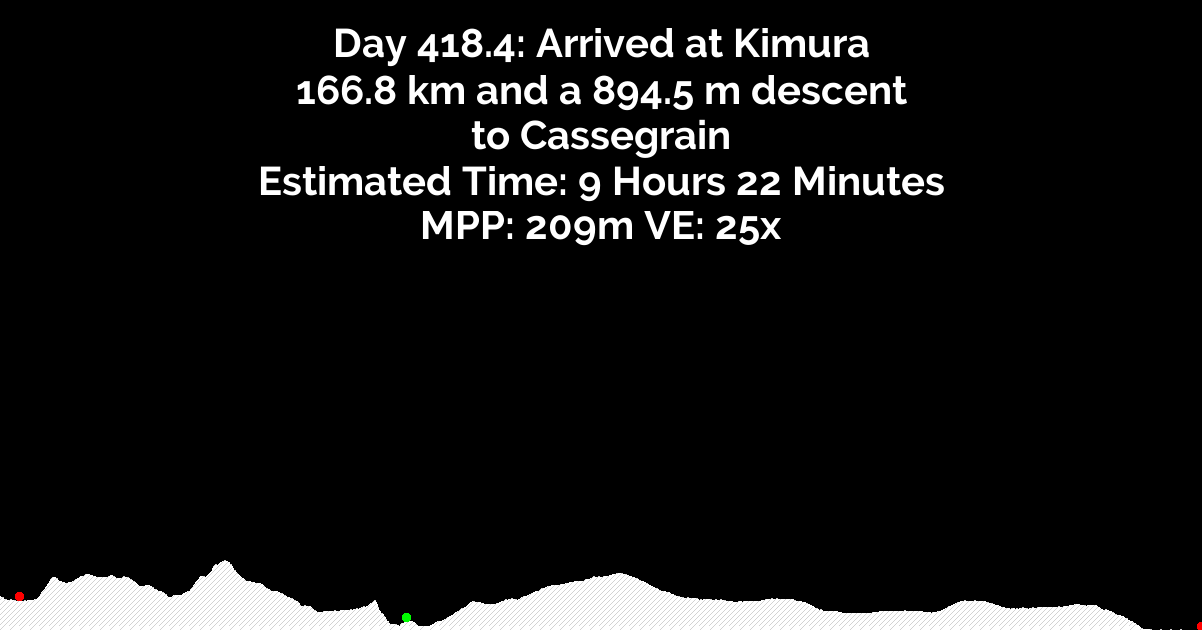 Day 418.4: Arrived at Kimura
166.8 km and a 894.5 m descent
to Cassegrain
Estimated Time: 9 Hours 22 Minutes
MPP: 209m VE: 25x